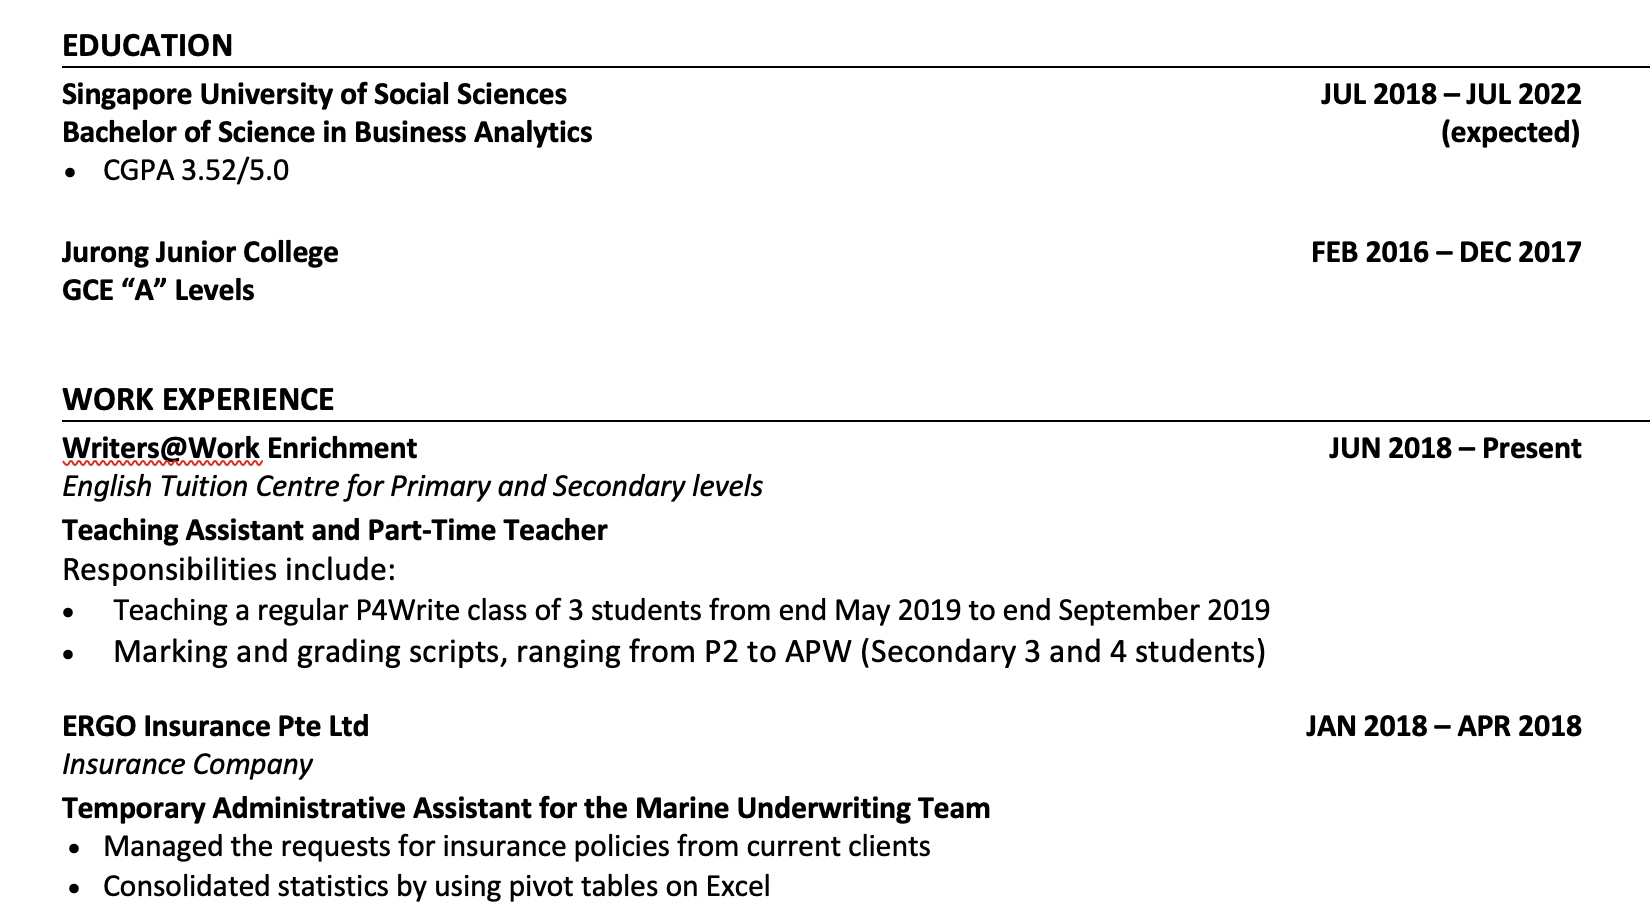 EDUCATION
Singapore University of Social Sciences JUL 2018 – JUL 2022
Bachelor of Science in Business Analytics (expected)
• CGPA 3.52/5.0
Jurong Junior College FEB 2016 – DEC 2017
GCE “A” Levels
WORK EXPERIENCE
Writers@Work Enrichment JUN 2018 – Present
English Tuition Centre for Primary and Secondary levels
Teaching Assistant and Part-Time Teacher
Responsibilities include:
• Teaching a regular P4Write class of 3 students from end May 2019 to end September 2019
• Marking and grading scripts, ranging from P2 to APW (Secondary 3 and 4 students)
ERGO Insurance Pte Ltd JAN 2018 – APR 2018
Insurance Company
Temporary Administrative Assistant for the Marine Underwriting Team
• Managed the requests for insurance policies from current clients
• Consolidated statistics by using pivot tables on Excel